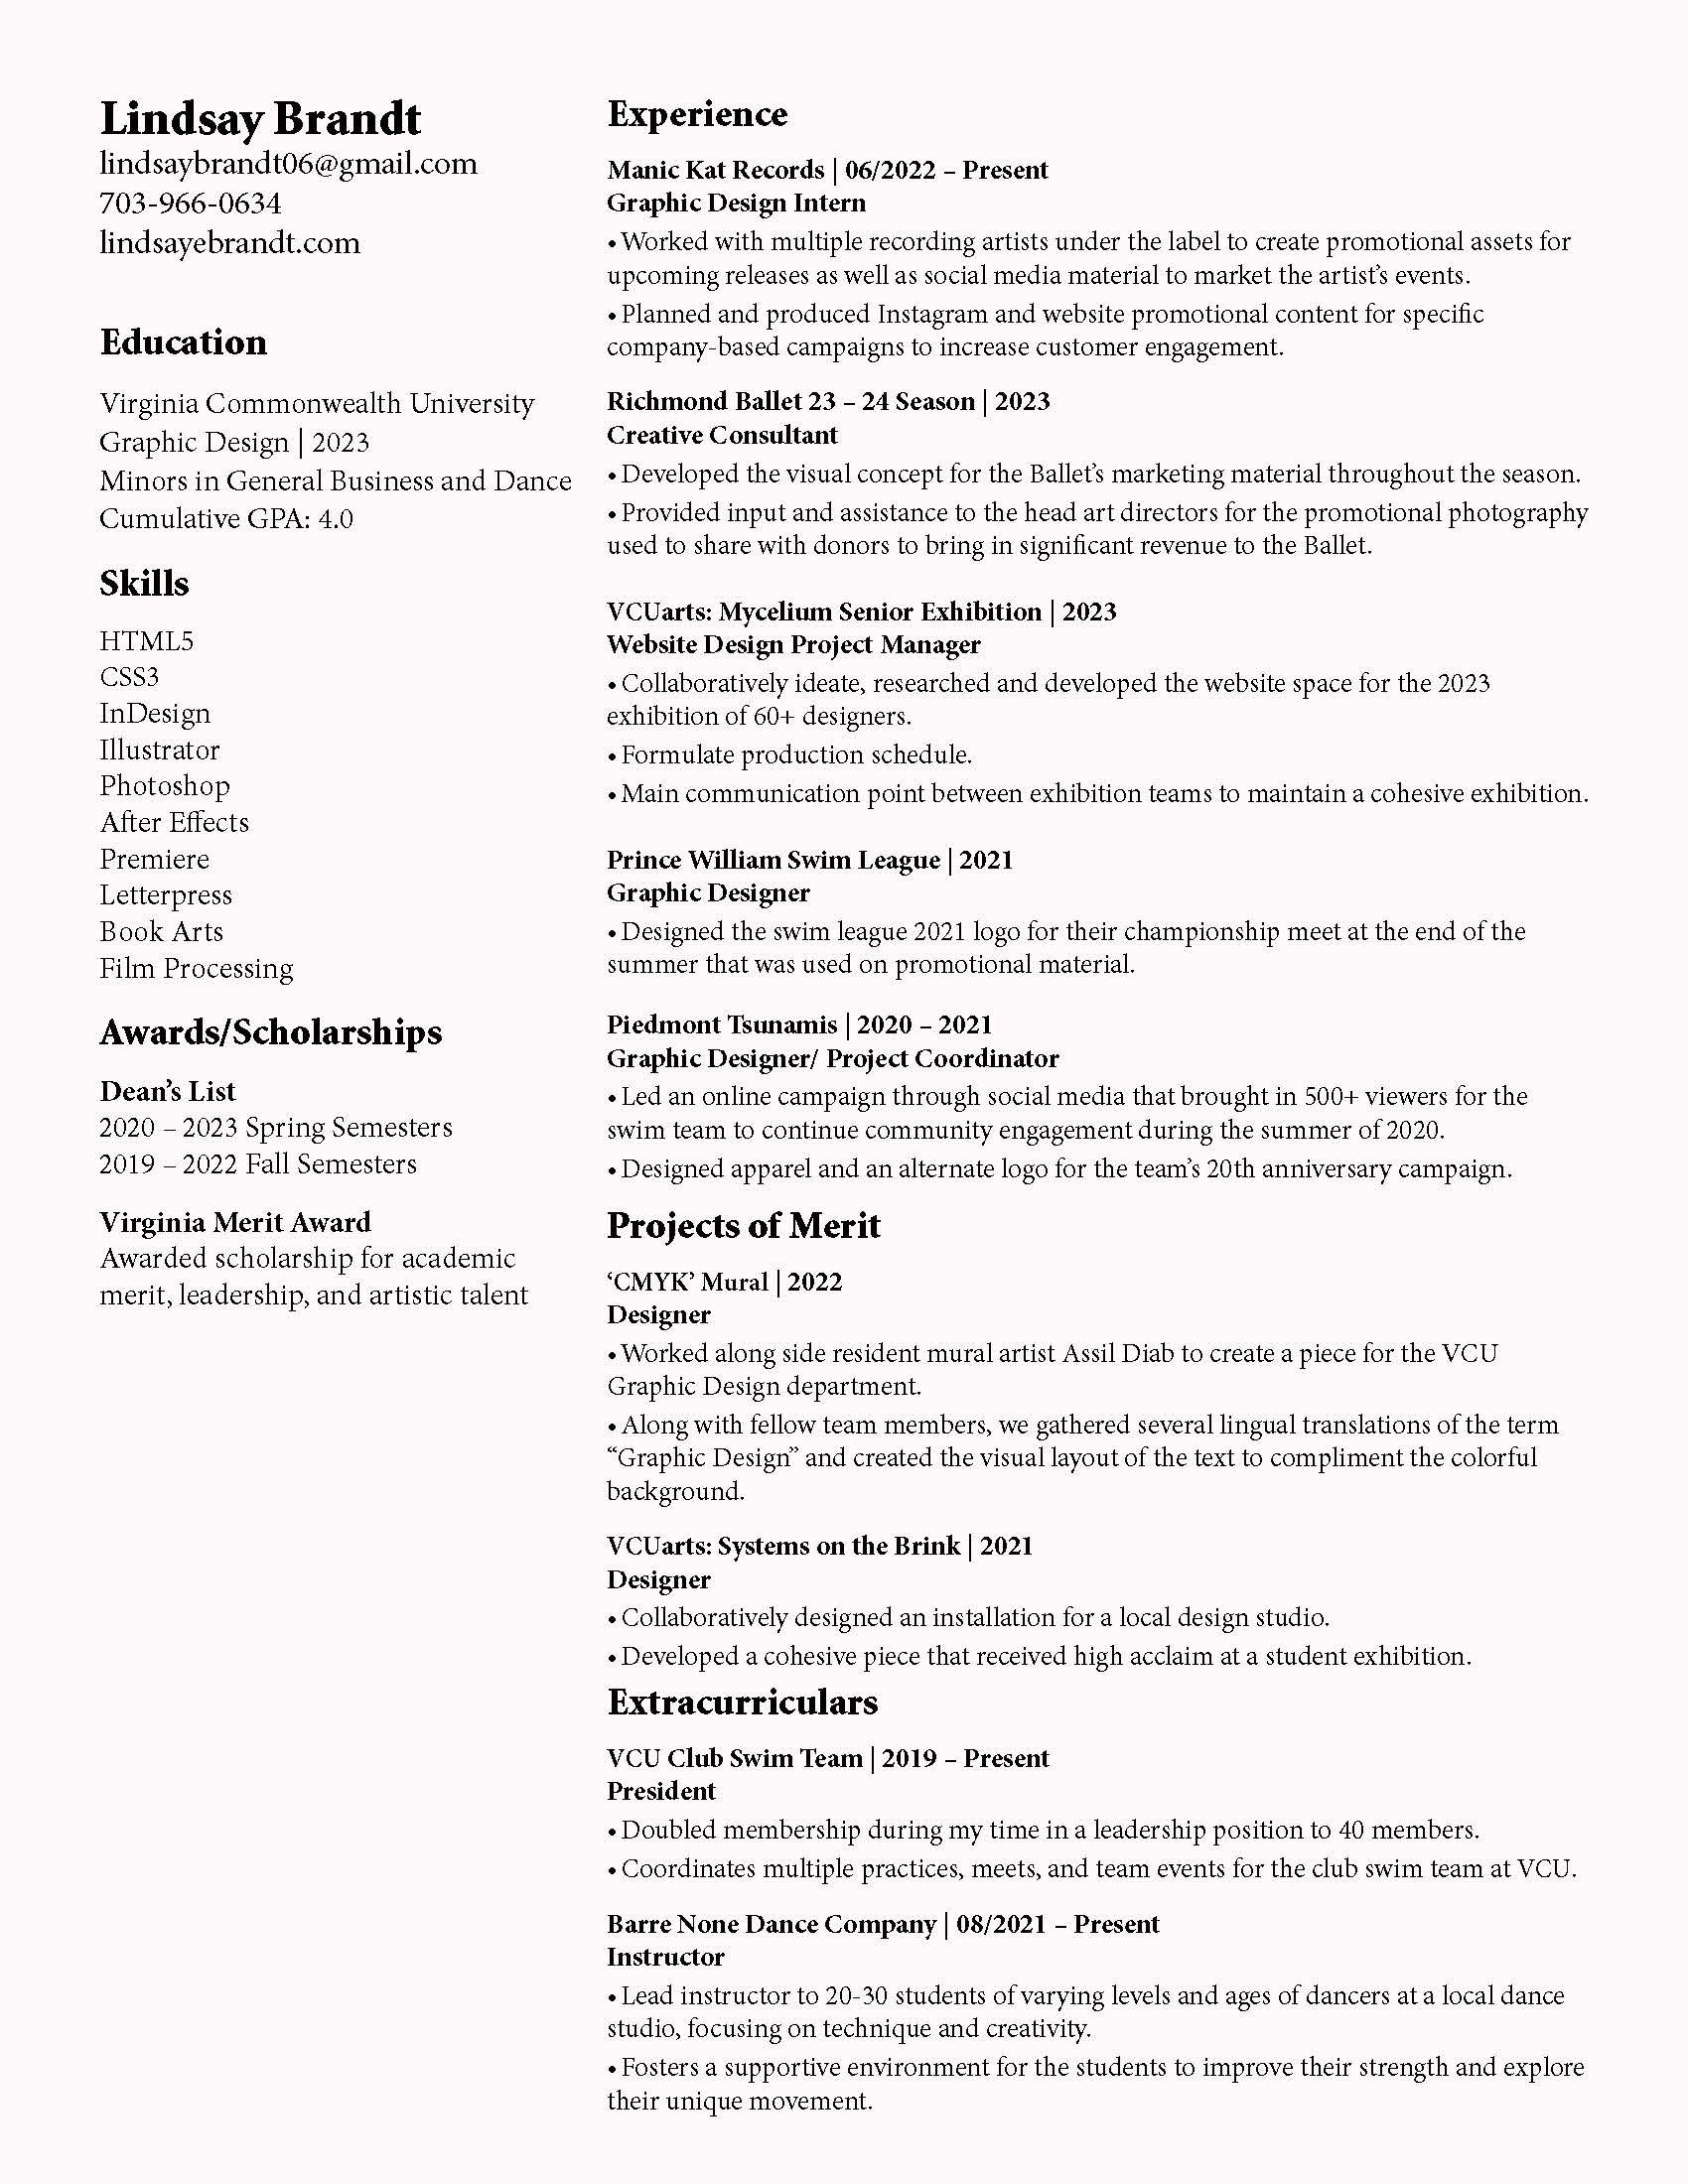 Lindsay Brandt
lindsaybrandt06@gmail.com
703-966-0634
lindsayebrandt.com
Education
Virginia Commonwealth University
Graphic Design | 2023
Minors in General Business and Dance
Cumulative GPA: 4.0
Skills
HTML5
CSS3
InDesign
Illustrator
Photoshop
After Effects
Premiere
Letterpress
Book Arts
Film Processing
Awards/Scholarships
Dean’s List
2020 – 2023 Spring Semesters
2019 – 2022 Fall Semesters
Virginia Merit Award
Awarded scholarship for academic
merit, leadership, and artistic talent
Experience
Manic Kat Records | 06/2022 – Present
Graphic Design Intern
• Worked with multiple recording artists under the label to create promotional assets for
upcoming releases as well as social media material to market the artist’s events.
• Planned and produced Instagram and website promotional content for specific
company-based campaigns to increase customer engagement.
Richmond Ballet 23 – 24 Season | 2023
Creative Consultant
• Developed the visual concept for the Ballet’s marketing material throughout the season.
• Provided input and assistance to the head art directors for the promotional photography
used to share with donors to bring in significant revenue to the Ballet.
VCUarts: Mycelium Senior Exhibition | 2023
Website Design Project Manager
• Collaboratively ideate, researched and developed the website space for the 2023
exhibition of 60+ designers.
• Formulate production schedule.
• Main communication point between exhibition teams to maintain a cohesive exhibition.
Prince William Swim League | 2021
Graphic Designer
• Designed the swim league 2021 logo for their championship meet at the end of the
summer that was used on promotional material.
Piedmont Tsunamis | 2020 – 2021
Graphic Designer/ Project Coordinator
• Led an online campaign through social media that brought in 500+ viewers for the
swim team to continue community engagement during the summer of 2020.
• Designed apparel and an alternate logo for the team’s 20th anniversary campaign.
Projects of Merit
‘CMYK’ Mural | 2022
Designer
• Worked along side resident mural artist Assil Diab to create a piece for the VCU
Graphic Design department.
• Along with fellow team members, we gathered several lingual translations of the term
“Graphic Design” and created the visual layout of the text to compliment the colorful
background.
VCUarts: Systems on the Brink | 2021
Designer
• Collaboratively designed an installation for a local design studio.
• Developed a cohesive piece that received high acclaim at a student exhibition.
Extracurriculars
VCU Club Swim Team | 2019 – Present
President
• Doubled membership during my time in a leadership position to 40 members.
• Coordinates multiple practices, meets, and team events for the club swim team at VCU.
Barre None Dance Company | 08/2021 – Present
Instructor
• Lead instructor to 20-30 students of varying levels and ages of dancers at a local dance
studio, focusing on technique and creativity.
• Fosters a supportive environment for the students to improve their strength and explore
their unique movement.